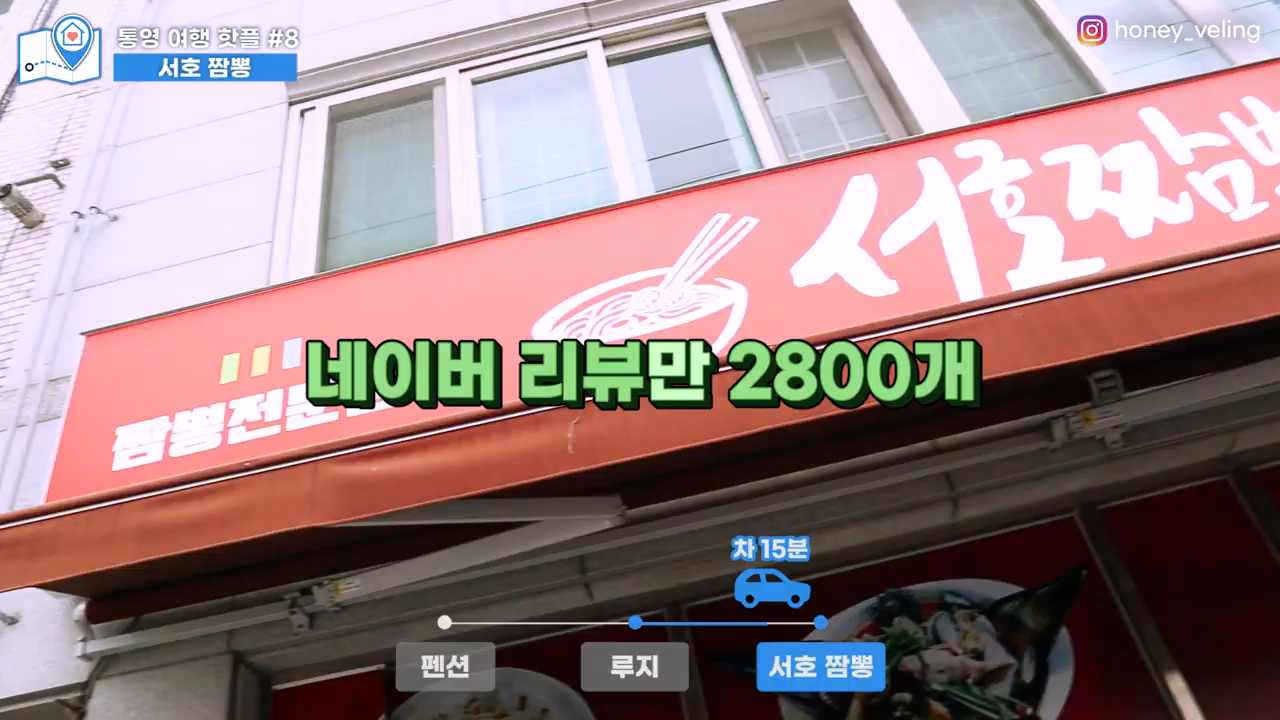 통영 여행 핫플 #8
서호 짬뽕
honey_veling
서호짬
짬뽕전문
네이버 리뷰만 2800개
차 15분
펜션
루지
서호 짬뽕